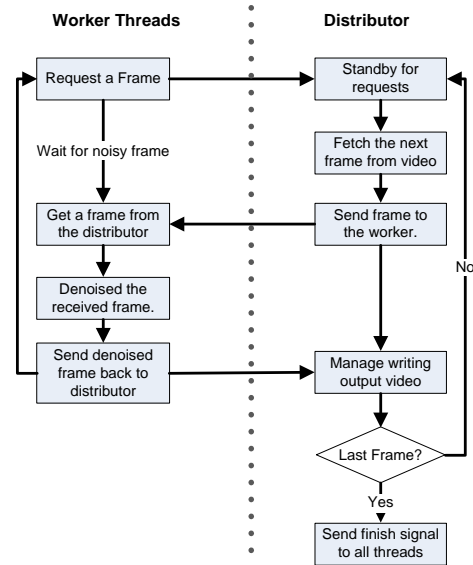 Worker Threads
Distributor
Request a Frame
Standby for
requests
Wait for noisy frame
Fetch the next
frame from video
Get a frame from
the distributor
Send frame to
the worker.
No
Denoised the
received frame.
Send denoised
frame back to
distributor
Manage writing
output video
Last Frame?
Yes
Send finish signal
to all threads